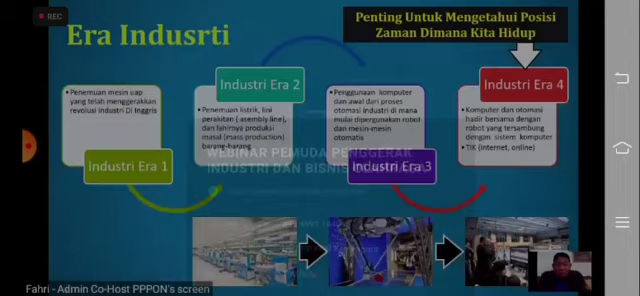 REC
Era Indusrti
Penting Untuk Mengetahui Posisi
Zaman Dimana Kita Hidup
Penemuan mesin uap
yang telah menggerakkan
revolusi industri Di Inggris
Industri Era 1
Industri Era 2
Penemuan listrik, lini
perakitan ( asembly line),
dan lahirnya produksi
masal (mass production)
barang-barang
Penggunaan komputer
dan awal dari proses
otomasi industri di mana
mulai dipergunakan robod
dan mesin-mesin
otomatis
Industri Era 3
Industri Era 4
Komputer dan otomasi
hadir bersama dengan
robot yang tersambung
dengan sistem komputer
TIK (internet, online)
WEBINAR PEMUDA PENGGERAK
INDUSTRI DAN BISNIS
Fahri - Admin Co-Host PPPON's screen